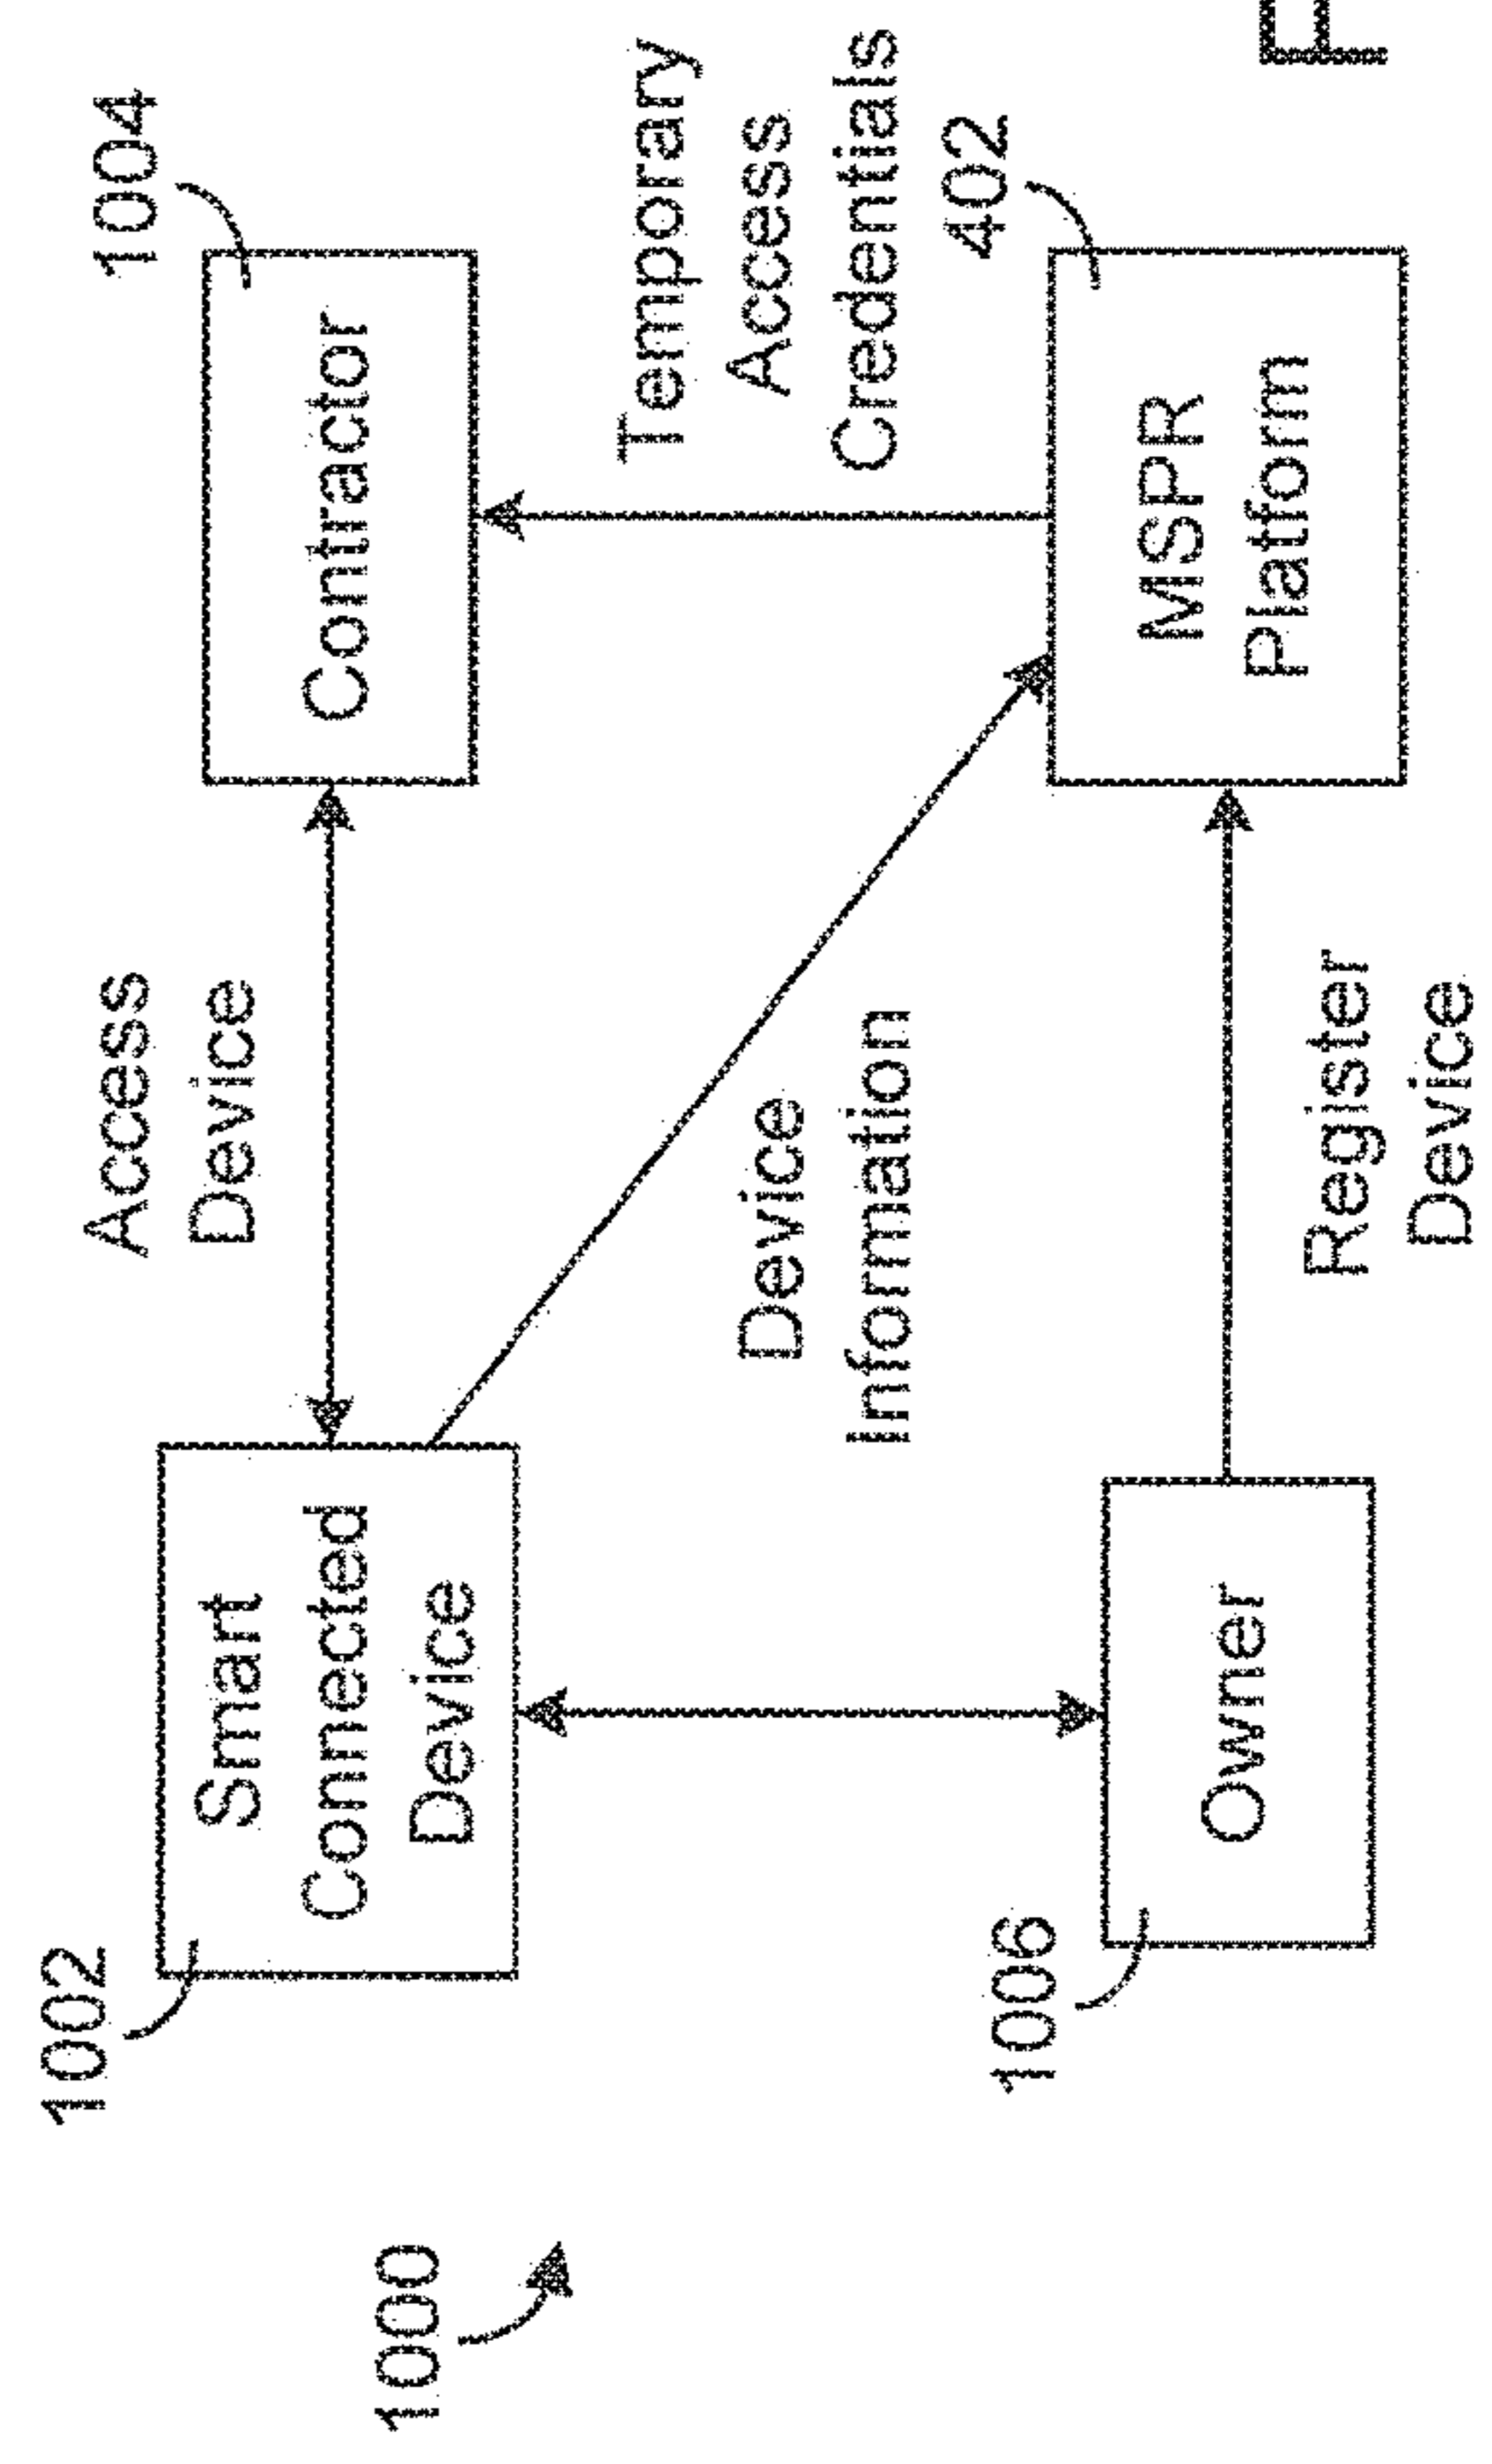 1000
1002
Smart
Connected
Device
Access
Device
1004
Contractor
Device
Information
Temporary
Access
Credentials
1006
Owner
Register
Device
402
MSPR
Platform
F